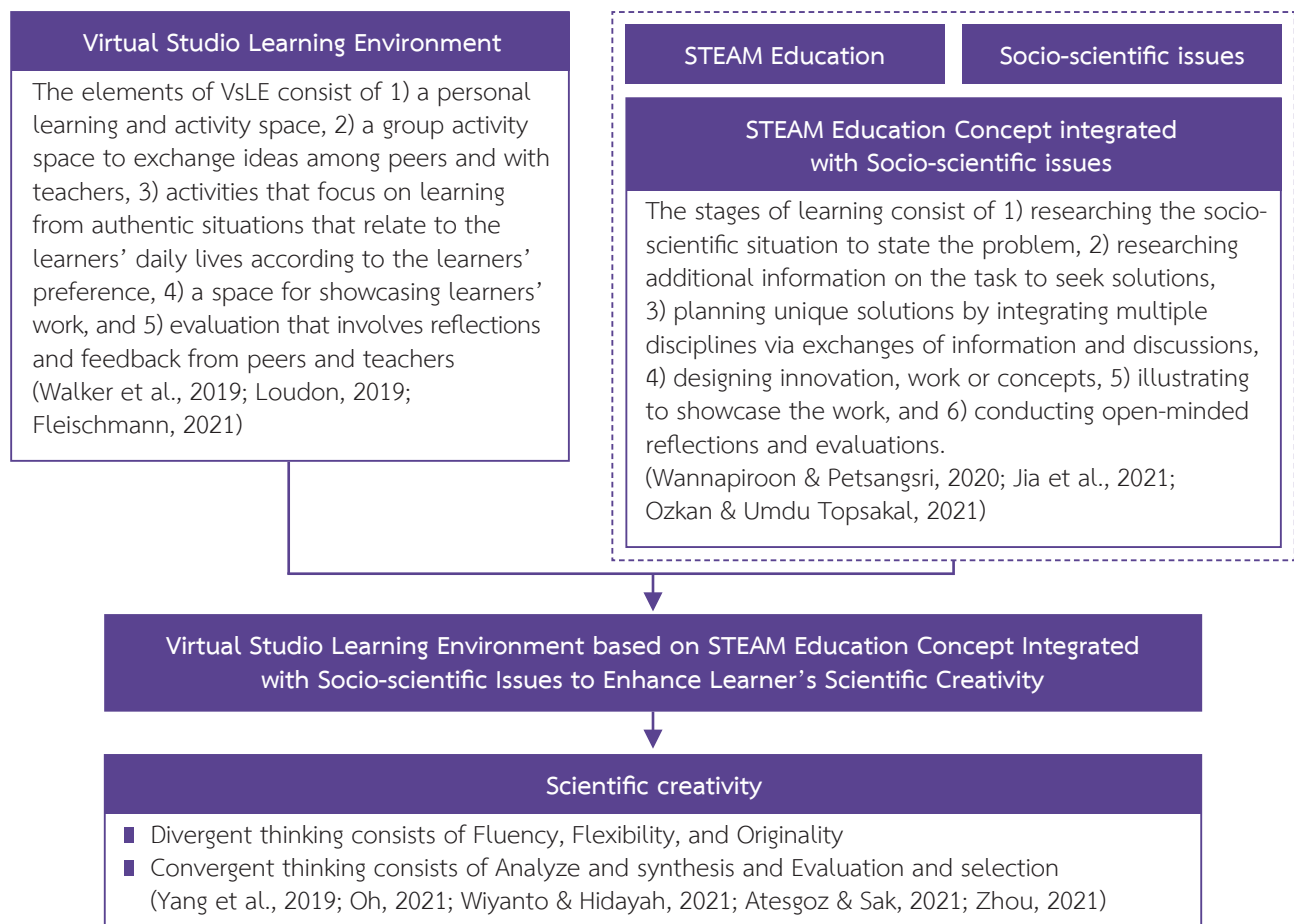 Virtual Studio Learning Environment
The elements of VsLE consist of 1) a personal
learning and activity space, 2) a group activity
space to exchange ideas among peers and with
teachers, 3) activities that focus on learning
from authentic situations that relate to the
learners’ daily lives according to the learners’
preference, 4) a space for showcasing learners’
work, and 5) evaluation that involves reflections
and feedback from peers and teachers
(Walker et al., 2019; Loudon, 2019;
Fleischmann, 2021)
STEAM Education
Socio-scientific issues
STEAM Education Concept integrated
with Socio-scientific issues
The stages of learning consist of 1) researching the socio-
scientific situation to state the problem, 2) researching
additional information on the task to seek solutions,
3) planning unique solutions by integrating multiple
disciplines via exchanges of information and discussions,
4) designing innovation, work or concepts, 5) illustrating
to showcase the work, and 6) conducting open-minded
reflections and evaluations.
(Wannapiroon & Petsangsri, 2020; Jia et al., 2021;
Ozkan & Umdu Topsakal, 2021)
Virtual Studio Learning Environment based on STEAM Education Concept Integrated
with Socio-scientific Issues to Enhance Learner’s Scientific Creativity
Scientific creativity
■ Divergent thinking consists of Fluency, Flexibility, and Originality
■ Convergent thinking consists of Analyze and synthesis and Evaluation and selection
(Yang et al., 2019; Oh, 2021; Wiyanto & Hidayah, 2021; Atesgoz & Sak, 2021; Zhou, 2021)